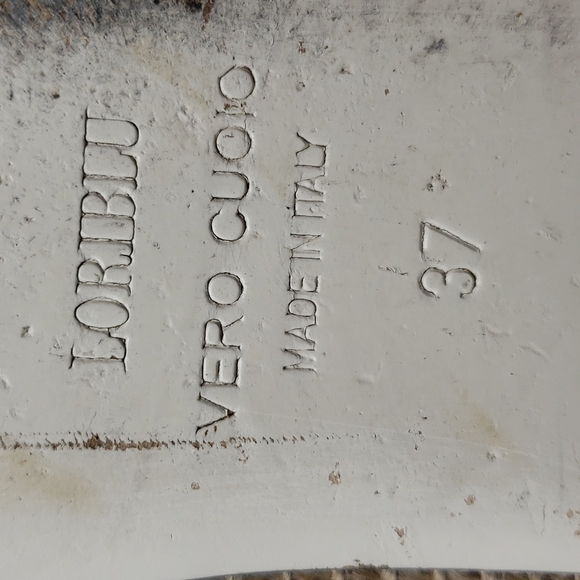 LORIBLU
VERO CUOIO
MADE IN ITALY
37